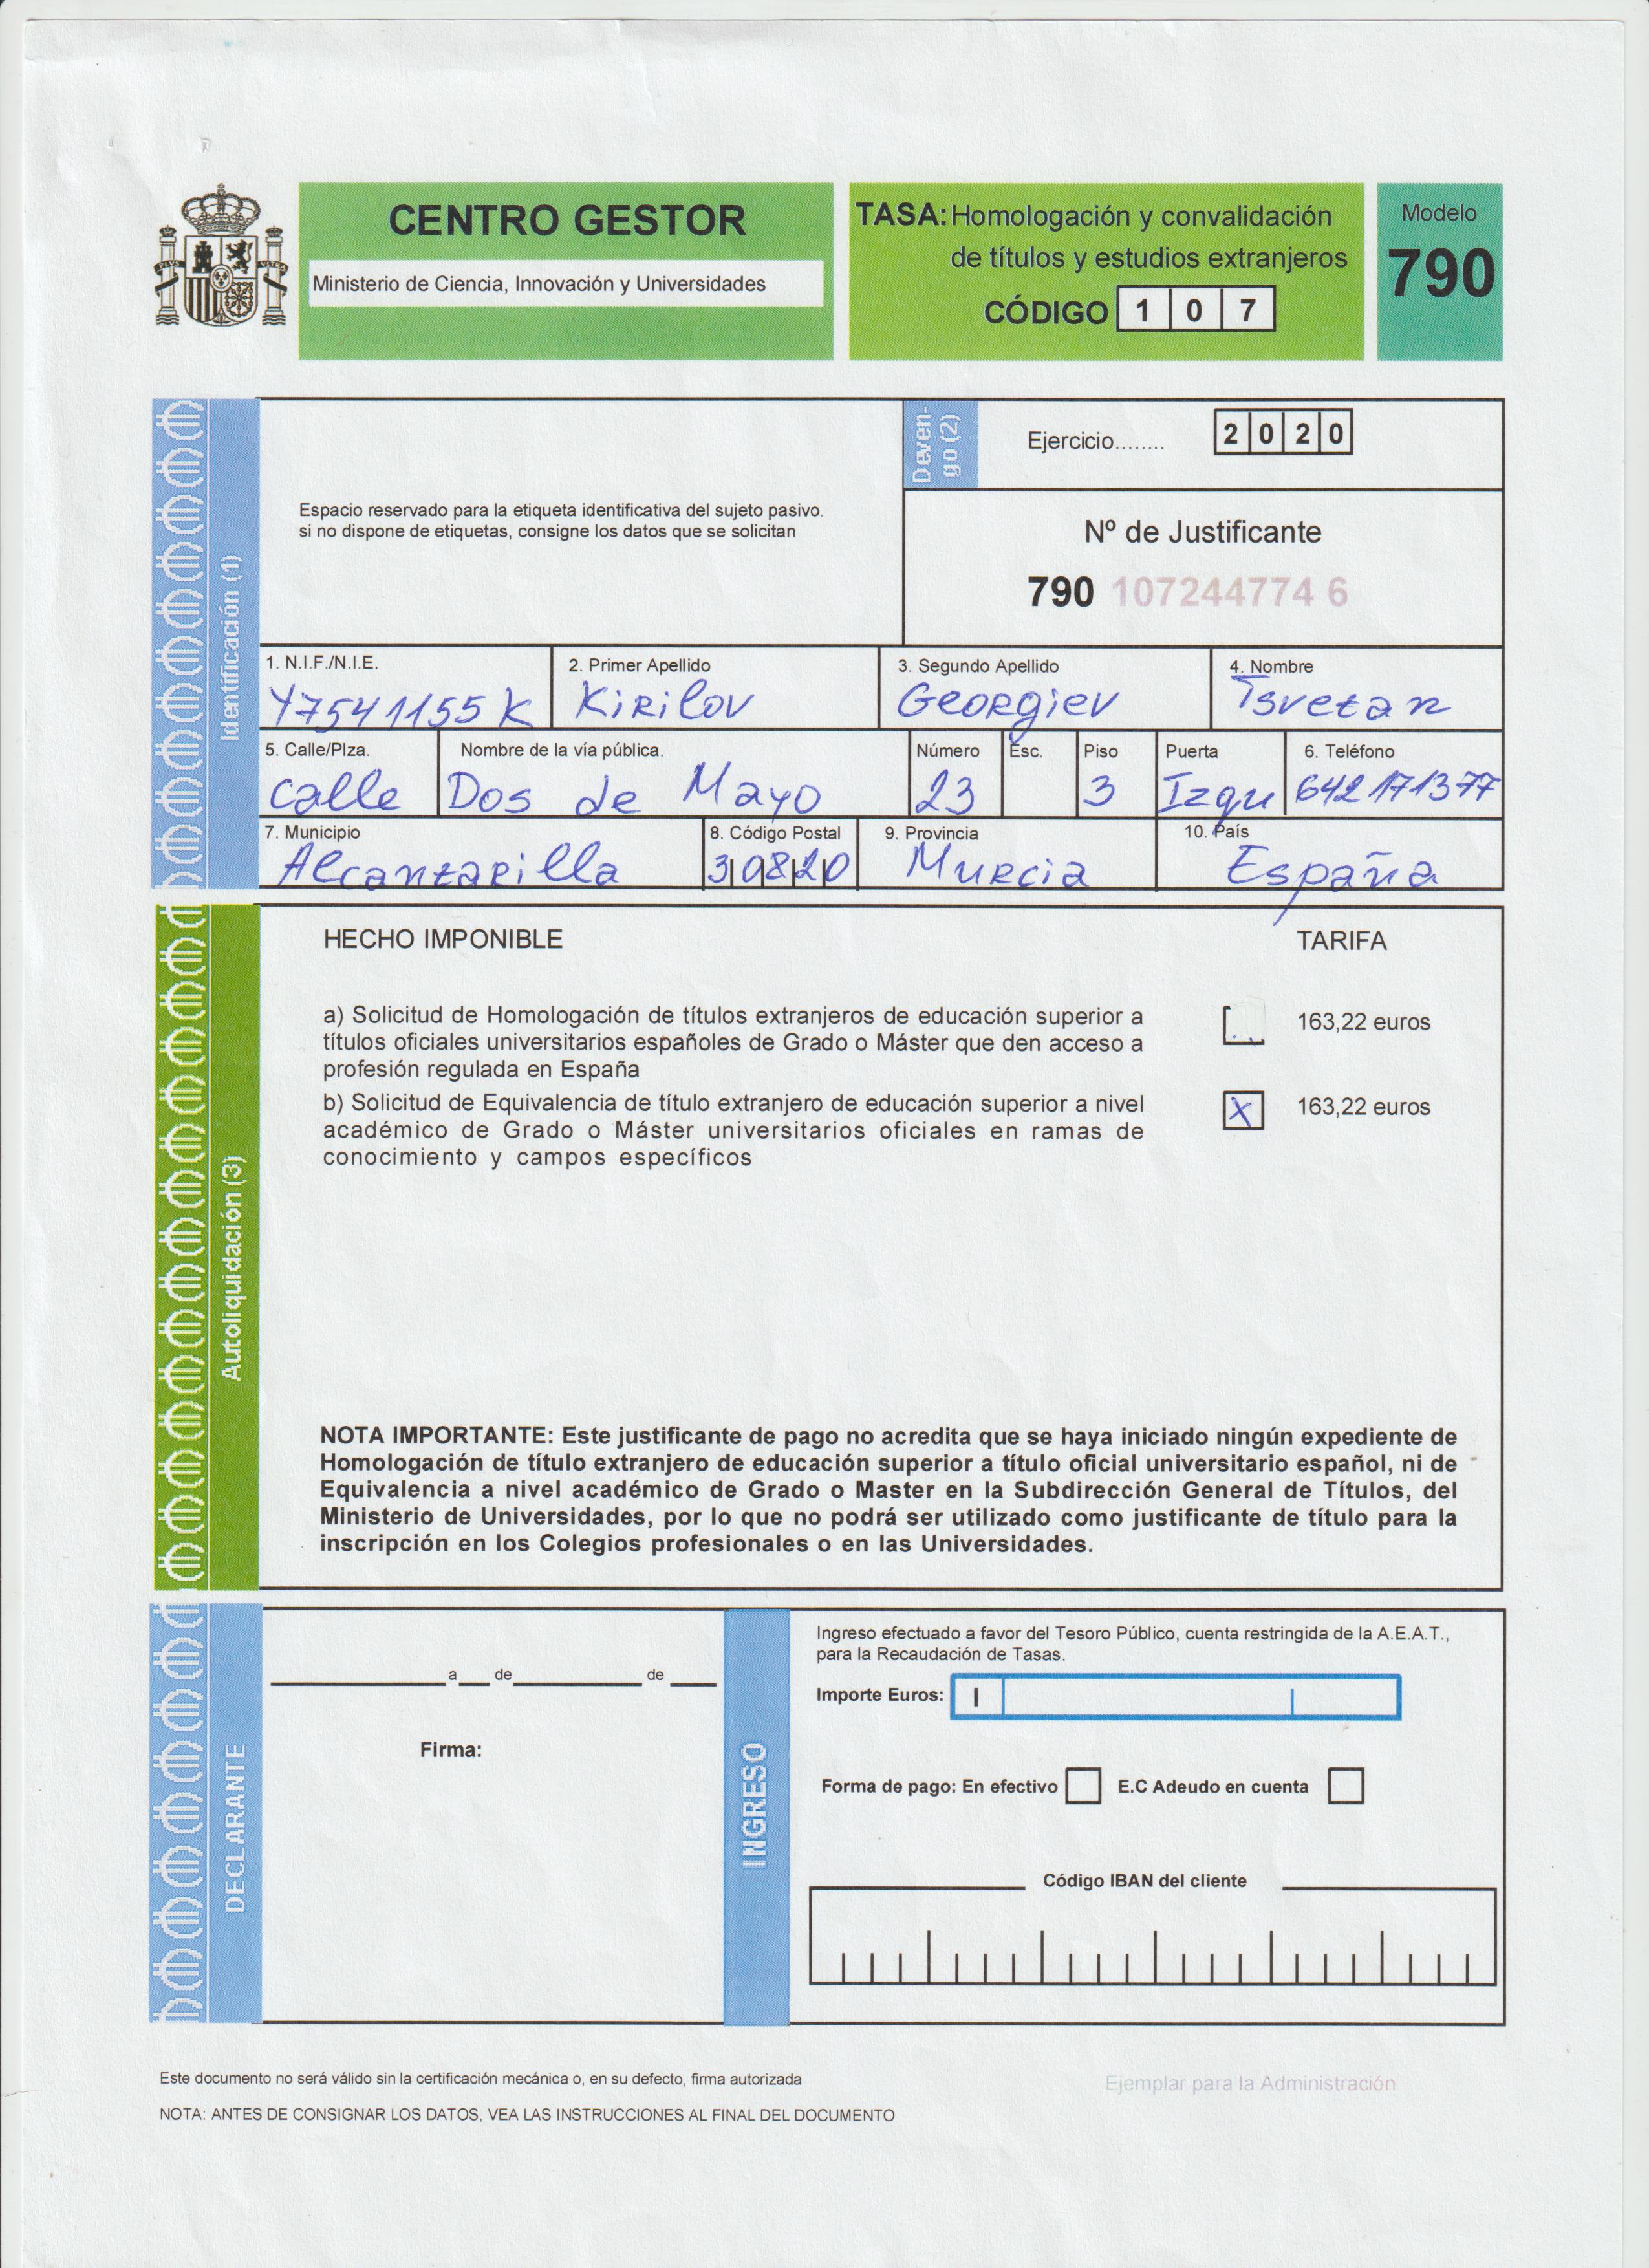 CENTRO GESTOR
Ministerio de Ciencia, Innovación y Universidades
TASA: Homologación y convalidación
de títulos y estudios extranjeros
CÓDIGO 1 0 7
Modelo
790
PLVS VLTRA
Identificación (1)
Espacio reservado para la etiqueta identificativa del sujeto pasivo.
si no dispone de etiquetas, consigne los datos que se solicitan
Deven-
go (2)
Ejercicio........ 2 0 2 0
Nº de Justificante
790 107244774 6
1. N.I.F./N.I.E. 2. Primer Apellido 3. Segundo Apellido 4. Nombre
Y7541155K Kirilov Georgiev Tsvetan
5. Calle/Plza. Nombre de la vía pública. Número Esc. Piso Puerta 6. Teléfono
Calle Dos de Mayo 23 3 Izqu 642171377
7. Municipio 8. Código Postal 9. Provincia 10. País
Alcantarilla 30820 Murcia España
Autoliquidación (3)
HECHO IMPONIBLE TARIFA
a) Solicitud de Homologación de títulos extranjeros de educación superior a
títulos oficiales universitarios españoles de Grado o Máster que den acceso a
profesión regulada en España
163,22 euros
b) Solicitud de Equivalencia de título extranjero de educación superior a nivel
académico de Grado o Máster universitarios oficiales en ramas de
conocimiento y campos específicos
X 163,22 euros
NOTA IMPORTANTE: Este justificante de pago no acredita que se haya iniciado ningún expediente de
Homologación de título extranjero de educación superior a título oficial universitario español, ni de
Equivalencia a nivel académico de Grado o Master en la Subdirección General de Títulos, del
Ministerio de Universidades, por lo que no podrá ser utilizado como justificante de título para la
inscripción en los Colegios profesionales o en las Universidades.
DECLARANTE
a de de
Firma:
INGRESO
Ingreso efectuado a favor del Tesoro Público, cuenta restringida de la A.E.A.T.,
para la Recaudación de Tasas.
Importe Euros: I
Forma de pago: En efectivo E.C Adeudo en cuenta
Código IBAN del cliente
Este documento no será válido sin la certificación mecánica o, en su defecto, firma autorizada
Ejemplar para la Administración
NOTA: ANTES DE CONSIGNAR LOS DATOS, VEA LAS INSTRUCCIONES AL FINAL DEL DOCUMENTO